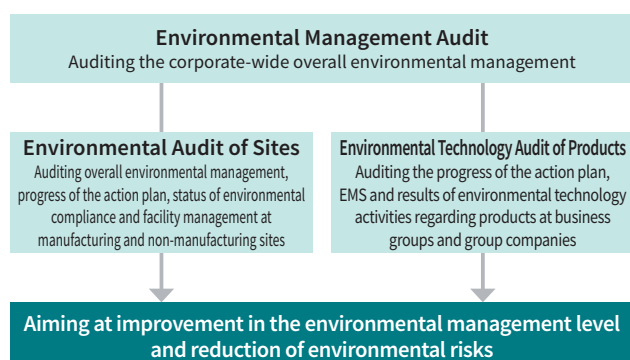 Environmental Management Audit
Auditing the corporate-wide overall environmental management
Environmental Audit of Sites
Auditing overall environmental management,
progress of the action plan, status of environmental
compliance and facility management at
manufacturing and non-manufacturing sites
Environmental Technology Audit of Products
Auditing the progress of the action plan,
EMS and results of environmental technology
activities regarding products at business
groups and group companies
Aiming at improvement in the environmental management level
and reduction of environmental risks